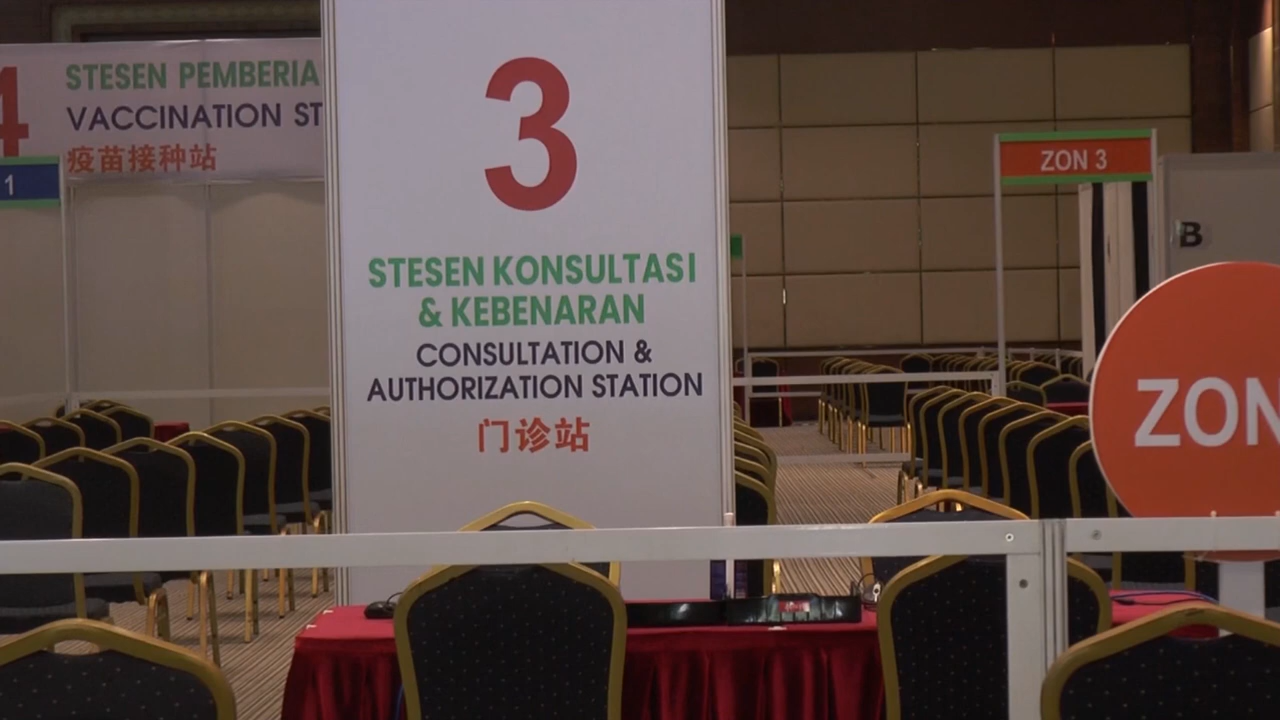 4
STESEN PEMBERIA
VACCINATION ST
疫苗接种站
1
3
STESEN KONSULTASI
& KEBENARAN
CONSULTATION &
AUTHORIZATION STATION
门诊站
ZON 3
B
ZON